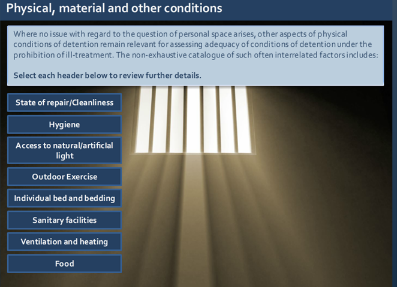 Physical, material and other conditions
Where no issue with regard to the question of personal space arises, other aspects of physical
conditions of detention remain relevant for assessing adequacy of conditions of detention under the
prohibition of ill-treatment. The non-exhaustive catalogue of such often interrelated factors includes:
Select each header below to review further details.
State of repair/Cleanliness
Hygiene
Access to natural/artificial
light
Outdoor Exercise
Individual bed and bedding
Sanitary facilities
Ventilation and heating
Food